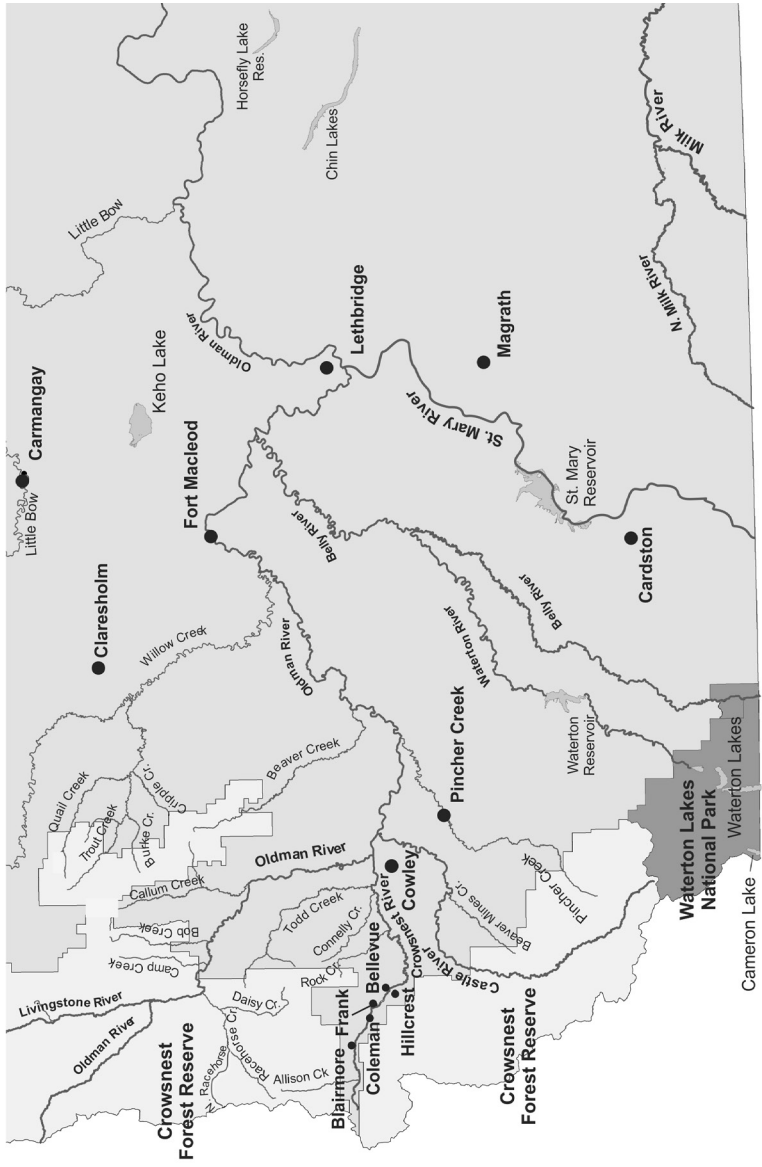 Livingstone River
Little Bow
Carmangay
Quail Creek
Claresholm
Little Bow
Oldman River
Camp Creek
Bob Creek
Callum Creek
Trout Creek
Burke Cr.
Cripple Cr.
Willow Creek
Keho Lake
Crowsnest
Forest Reserve
N. Racehorse
Racehorse Cr.
Daisy Cr.
Fort Macleod
Oldman River
Horsefly Lake
Res.
Allison Ck
Rock Cr.
Connelly Cr.
Todd Creek
Oldman River
Beaver Creek
Oldman River
Belly River
Lethbridge
Chin Lakes
Blairmore
Frank
Coleman
Bellevue
Hillcrest
Crowsnest River
Cowley
Castle River
Beaver Mines Cr.
Pincher Creek
Pincher Creek
Waterton River
Belly River
St. Mary River
Magrath
Crowsnest
Forest Reserve
Waterton
Reservoir
St. Mary
Reservoir
Cardston
N. Milk River
Milk River
Waterton Lakes
National Park
Waterton Lakes
Cameron Lake